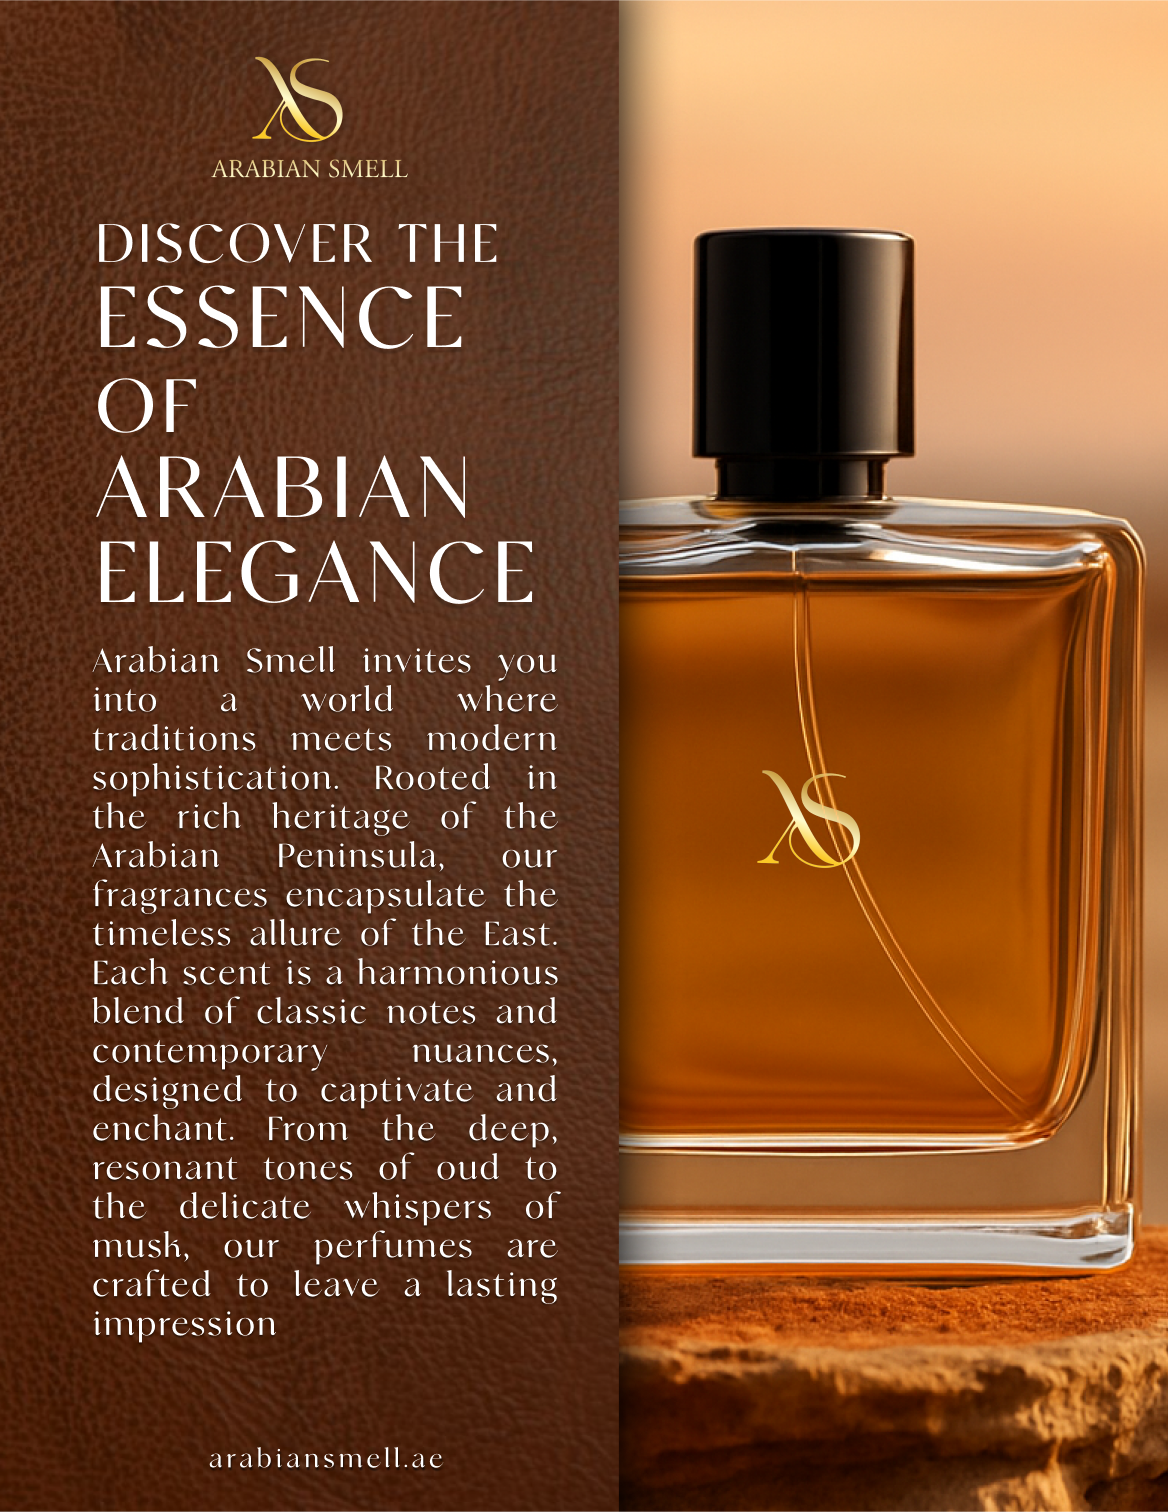 AS
ARABIAN SMELL
DISCOVER THE
ESSENCE
OF
ARABIAN
ELEGANCE
Arabian Smell invites you
into a world where
traditions meets modern
sophistication. Rooted in
the rich heritage of the
Arabian Peninsula, our
fragrances encapsulate the
timeless allure of the East.
Each scent is a harmonious
blend of classic notes and
contemporary nuances,
designed to captivate and
enchant. From the deep,
resonant tones of oud to
the delicate whispers of
musk, our perfumes are
crafted to leave a lasting
impression
arabiansmell.ae
AS